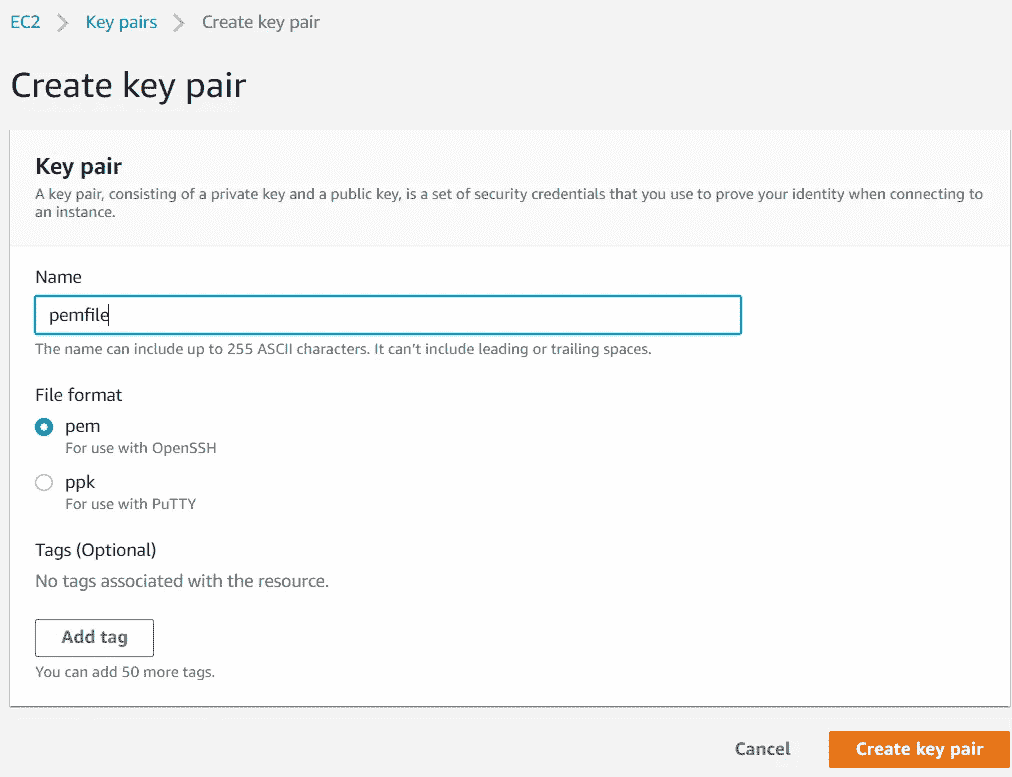 EC2 > Key pairs > Create key pair
Create key pair
Key pair
A key pair, consisting of a private key and a public key, is a set of security credentials that you use to prove your identity when connecting to
an instance.
Name
pemfile
The name can include up to 255 ASCII characters. It can't include leading or trailing spaces.
File format
pem
For use with OpenSSH
ppk
For use with PuTTY
Tags (Optional)
No tags associated with the resource.
Add tag
You can add 50 more tags.
Cancel Create key pair